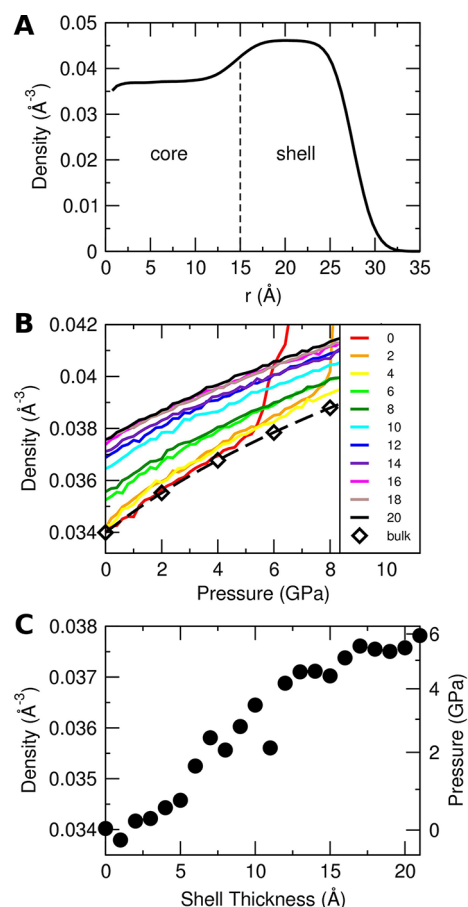 A
0.05
0.04
0.03
0.02
0.01
0
Density (Å-3)
core
shell
0 5 10 15 20 25 30 35
r (Å)
B
0.042
0.04
0.038
0.036
0.034
Density (Å-3)
0
2
4
6
8
10
12
14
16
18
20
bulk
0 2 4 6 8 10
Pressure (GPa)
C
0.038
0.037
0.036
0.035
0.034
Density (Å-3)
6
4
2
0
Pressure (GPa)
0 5 10 15 20
Shell Thickness (Å)